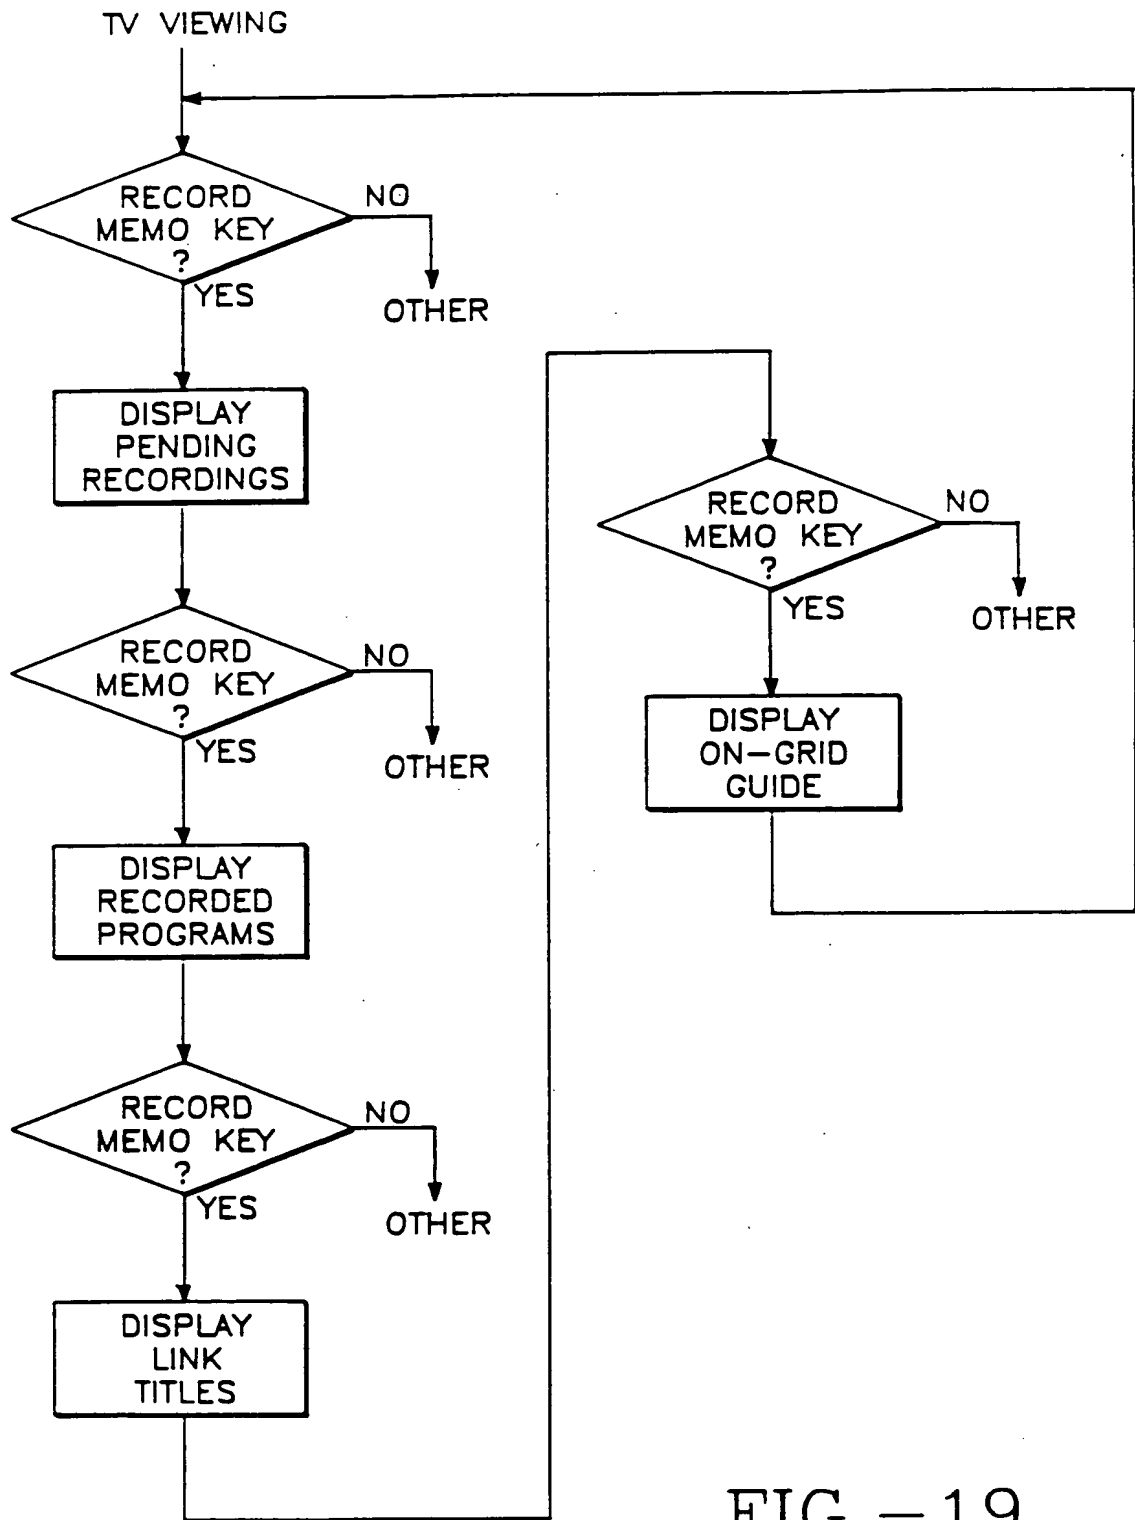 TV VIEWING
RECORD
MEMO KEY
?
NO
YES
OTHER
DISPLAY
PENDING
RECORDINGS
RECORD
MEMO KEY
?
NO
YES
OTHER
DISPLAY
RECORDED
PROGRAMS
RECORD
MEMO KEY
?
NO
YES
OTHER
DISPLAY
LINK
TITLES
RECORD
MEMO KEY
?
NO
YES
OTHER
DISPLAY
ON-GRID
GUIDE
FIG.-19